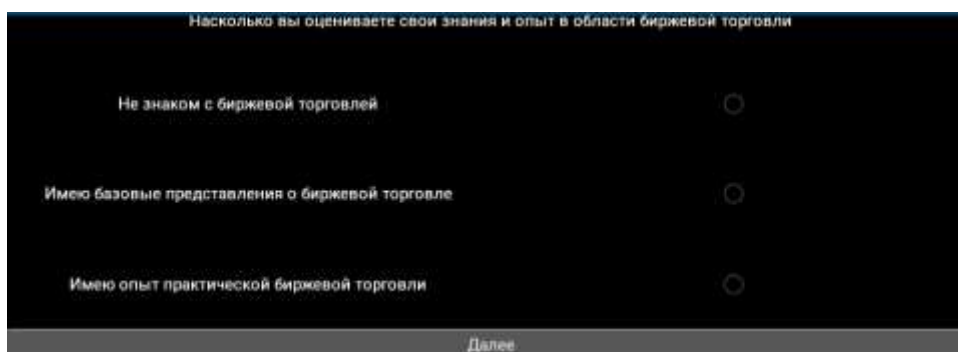 Насколько вы оцениваете свои знания и опыт в области биржевой торговли
Не знаком с биржевой торговлей
Имею базовые представления о биржевой торговле
Имею опыт практической биржевой торговли
Далее